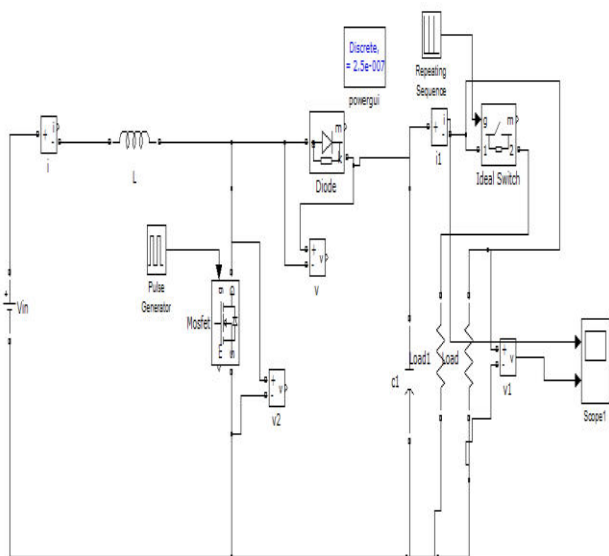 Discrete,
= 2.5e-007
powergui
Repeating
Sequence
i
+
-
i
L
m
a
k
Diode
+
-
i
i1
g
m
1
2
Ideal Switch
+
-
v
v
Pulse
Generator
g
D
Mosfet
m
S
+
Vin
+
-
v
v2
c1
Load1
Load
+
-
v
v1
Scope1